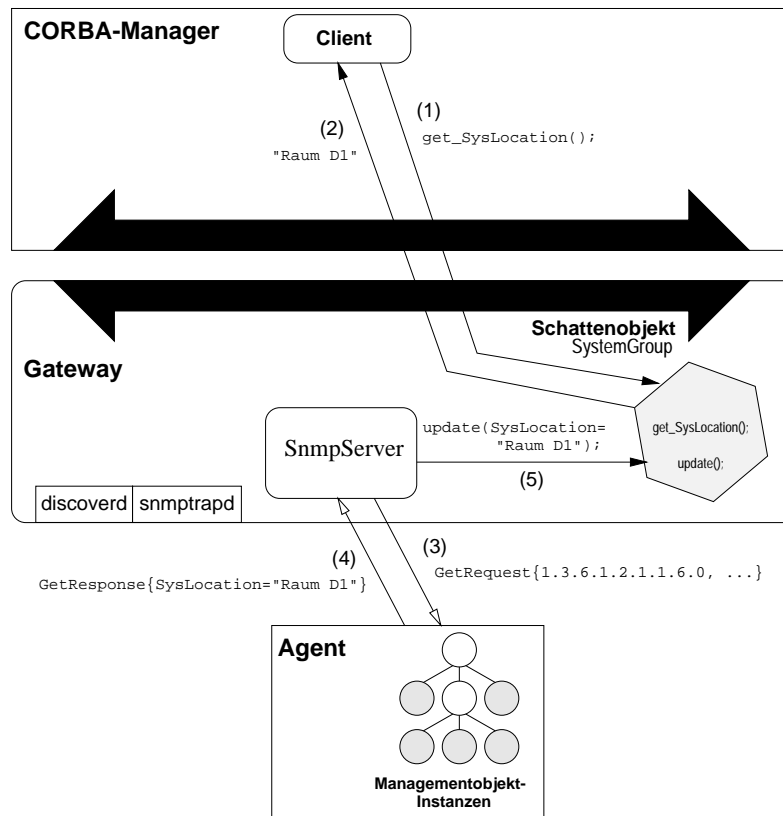 CORBA-Manager
Client
(1)
(2)
get_SysLocation();
"Raum D1"
Schattenobjekt
SystemGroup
Gateway
SnmpServer
update(SysLocation=
"Raum D1");
(5)
get_SysLocation();
update();
discoverd
snmptrapd
(4)
(3)
GetResponse{SysLocation="Raum D1"}
GetRequest{1.3.6.1.2.1.1.6.0, ...}
Agent
Managementobjekt-
Instanzen